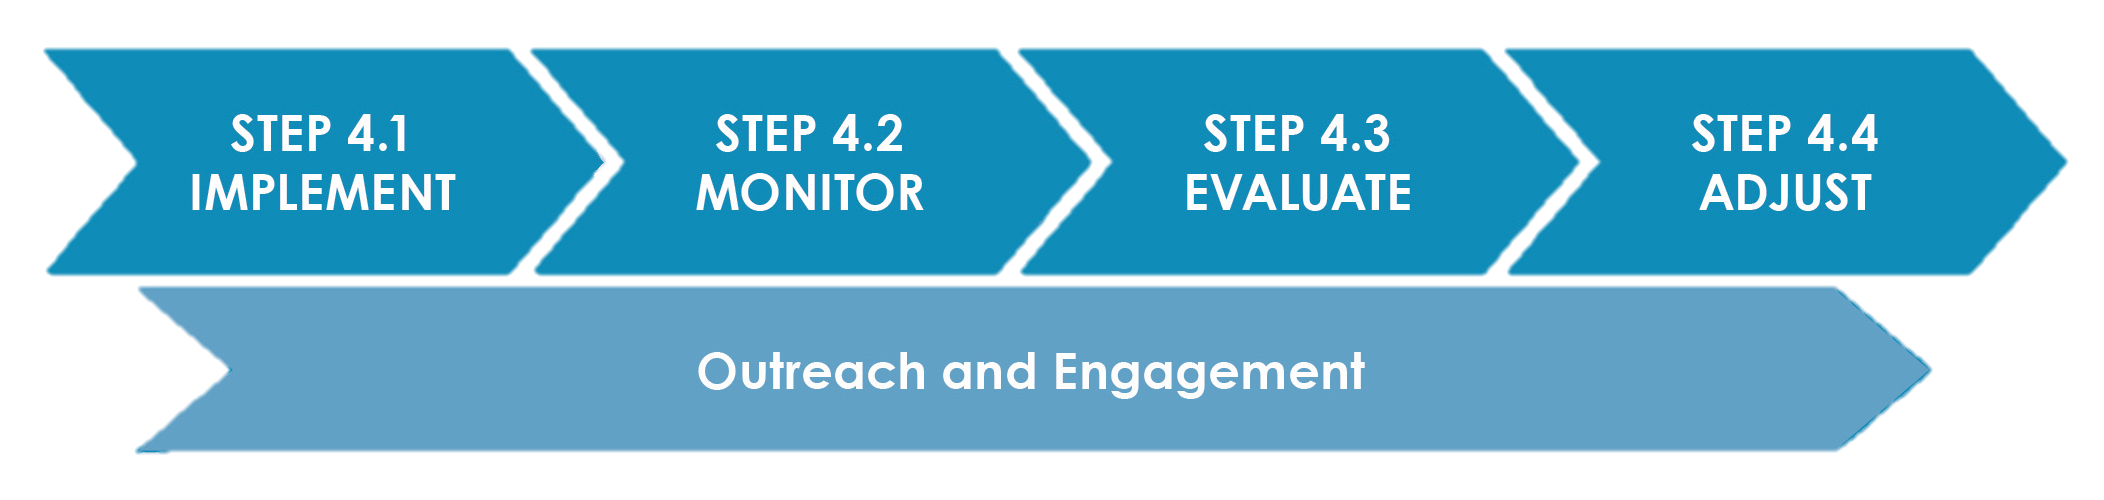 STEP 4.1
IMPLEMENT
STEP 4.2
MONITOR
STEP 4.3
EVALUATE
STEP 4.4
ADJUST
Outreach and Engagement